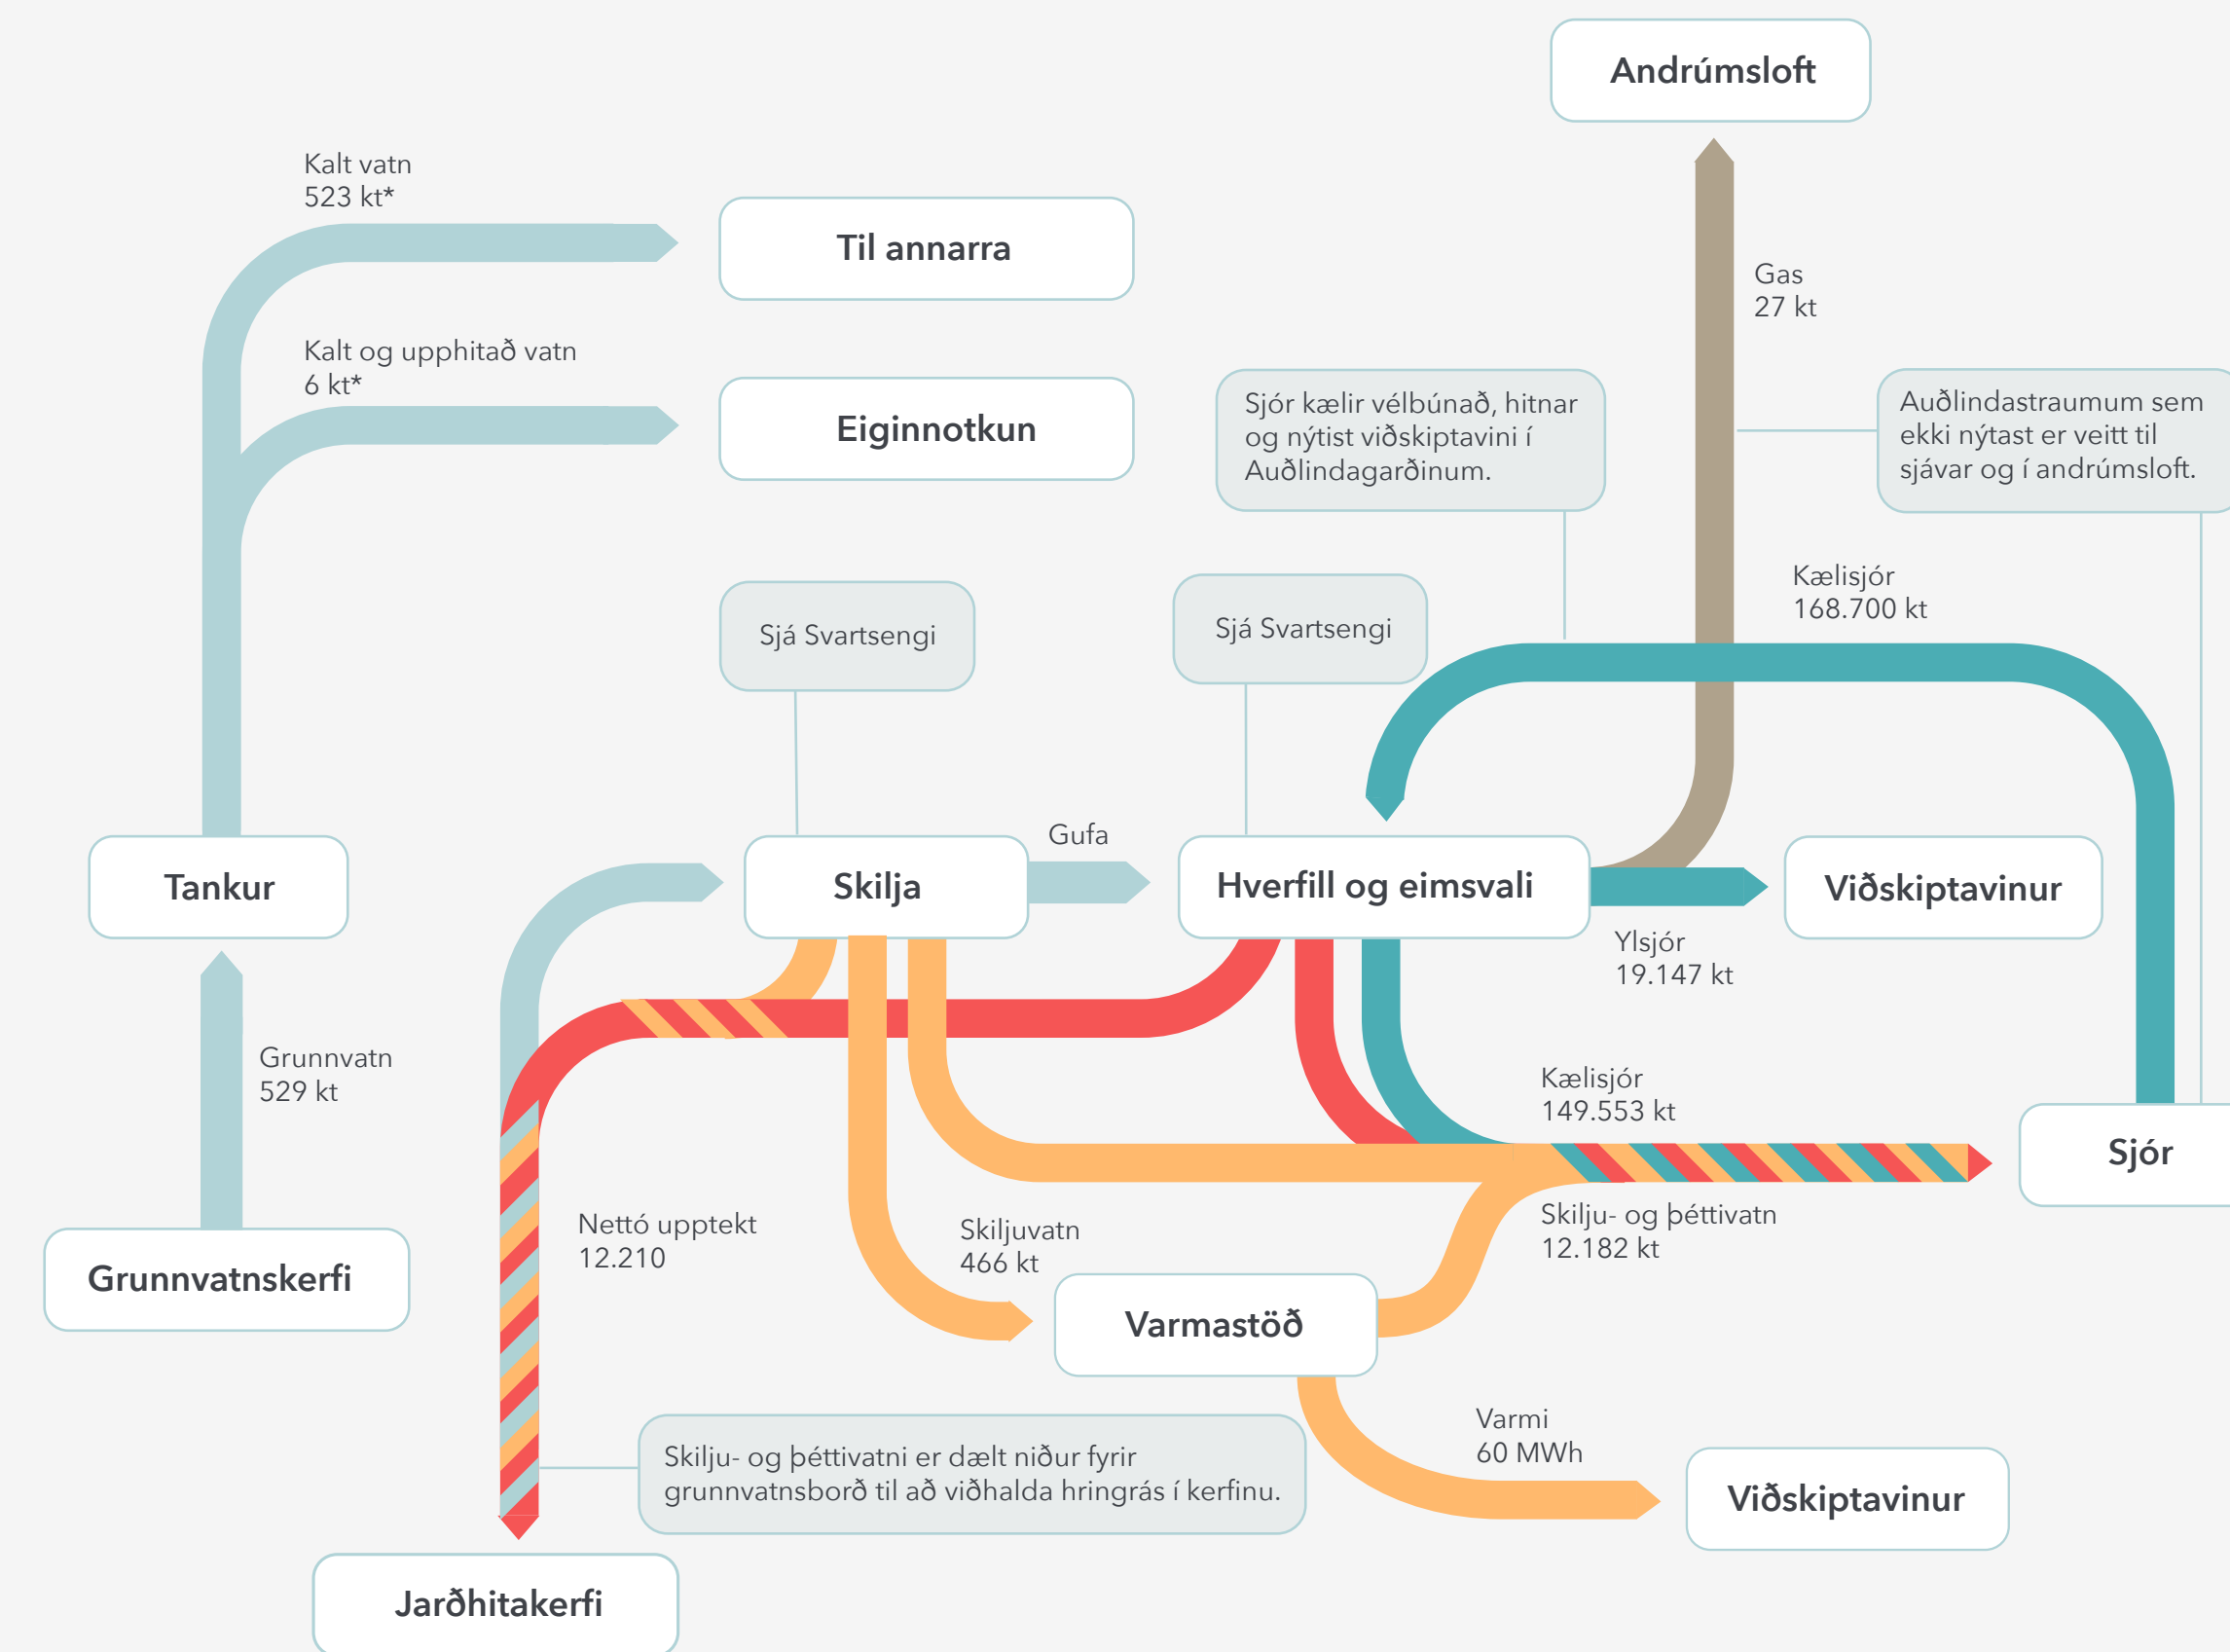 Andrúmsloft
Kalt vatn
523 kt*
Til annarra
Gas
27 kt
Kalt og upphitað vatn
6 kt*
Eiginnotkun
Sjór kælir vélbúnað, hitnar
og nýtist viðskiptavini í
Auðlindagarðinum.
Auðlindastraumum sem
ekki nýtast er veitt til
sjávar og í andrúmsloft.
Kælisjór
168.700 kt
Sjá Svartsengi
Sjá Svartsengi
Gufa
Tankur
Skilja
Hverfill og eimsvali
Viðskiptavinur
Ylsjór
19.147 kt
Grunnvatn
529 kt
Kælisjór
149.553 kt
Sjór
Nettó upptekt
12.210
Skiljuvatn
466 kt
Skilju- og þéttivatn
12.182 kt
Grunnvatnskerfi
Varmastöð
Varmi
60 MWh
Skilju- og þéttivatni er dælt niður fyrir
grunnvatnsborð til að viðhalda hringrás í kerfinu.
Viðskiptavinur
Jarðhitakerfi